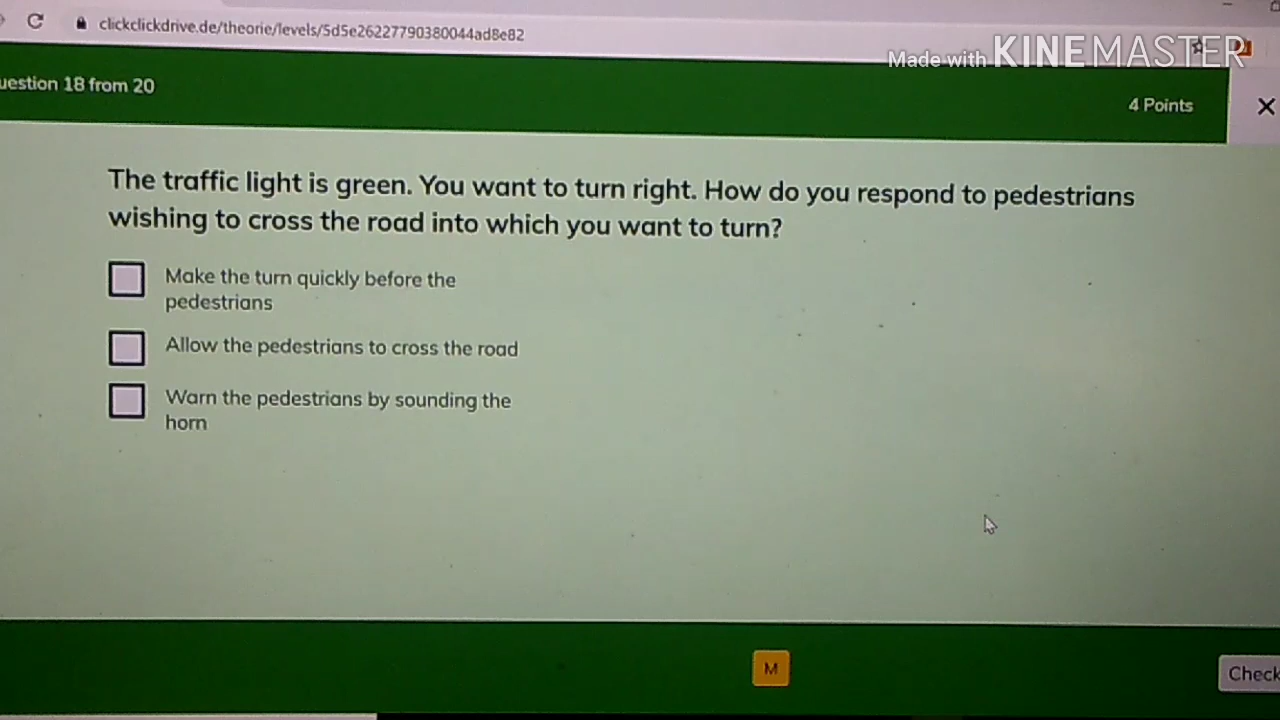 clickclickdrive.de/theorie/levels/5d5e26227790380044ad8e82
Made with KINEMASTER
uestion 18 from 20
4 Points
The traffic light is green. You want to turn right. How do you respond to pedestrians
wishing to cross the road into which you want to turn?
Make the turn quickly before the
pedestrians
Allow the pedestrians to cross the road
Warn the pedestrians by sounding the
horn
M
Check